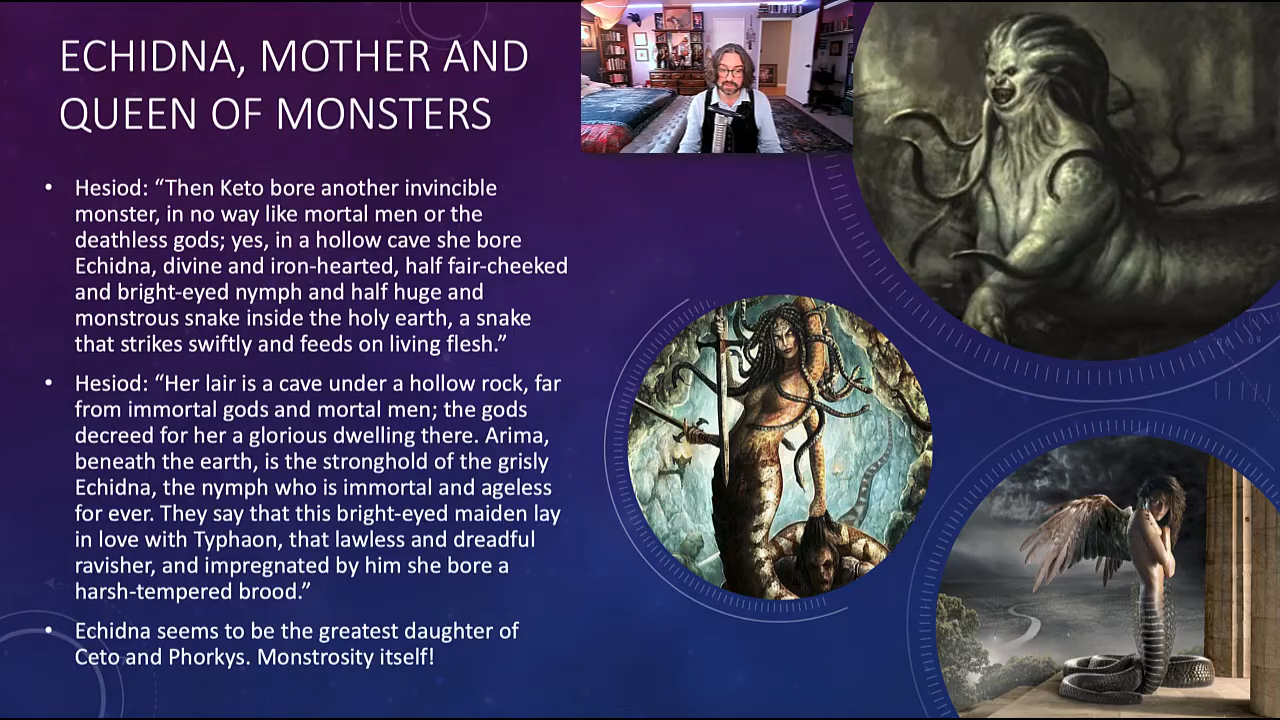 ECHIDNA, MOTHER AND
QUEEN OF MONSTERS
• Hesiod: “Then Keto bore another invincible
monster, in no way like mortal men or the
deathless gods; yes, in a hollow cave she bore
Echidna, divine and iron-hearted, half fair-cheeked
and bright-eyed nymph and half huge and
monstrous snake inside the holy earth, a snake
that strikes swiftly and feeds on living flesh.”
• Hesiod: “Her lair is a cave under a hollow rock, far
from immortal gods and mortal men; the gods
decreed for her a glorious dwelling there. Arima,
beneath the earth, is the stronghold of the grisly
Echidna, the nymph who is immortal and ageless
for ever. They say that this bright-eyed maiden lay
in love with Typhaon, that lawless and dreadful
ravisher, and impregnated by him she bore a
harsh-tempered brood.”
• Echidna seems to be the greatest daughter of
Ceto and Phorkys. Monstrosity itself!